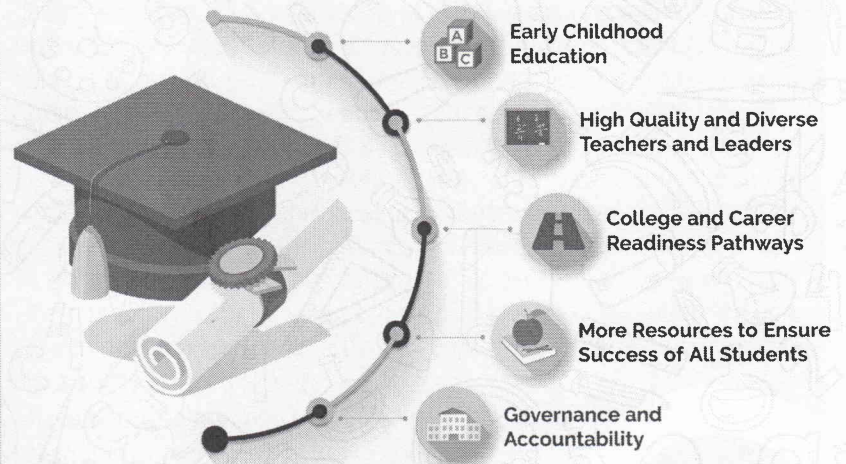 A
B
C
Early Childhood
Education
High Quality and Diverse
Teachers and Leaders
College and Career
Readiness Pathways
More Resources to Ensure
Success of All Students
Governance and
Accountability